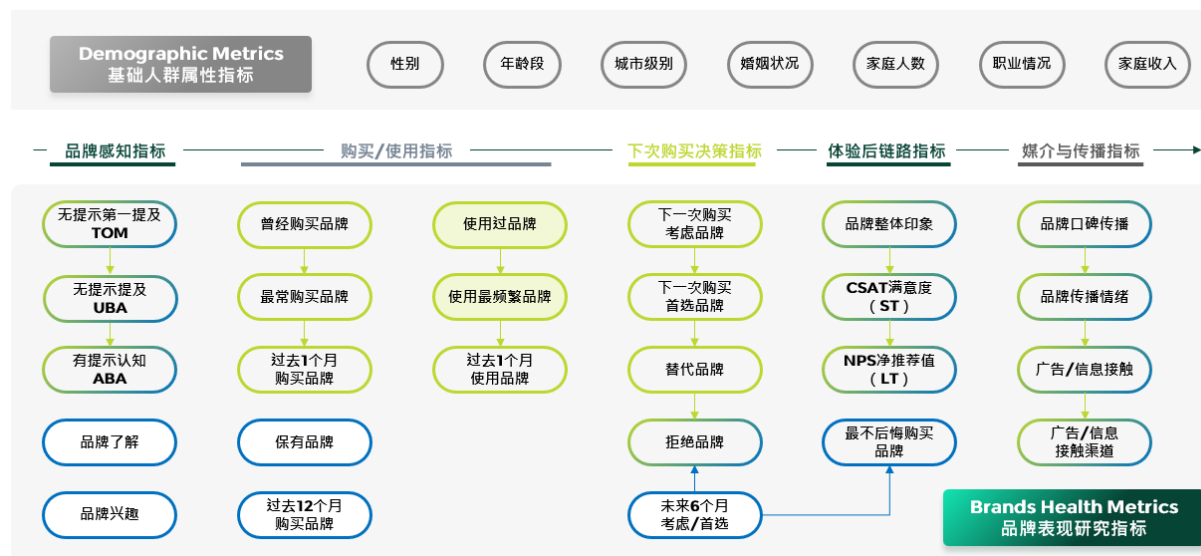 Demographic Metrics
基础人群属性指标
性别
年龄段
城市级别
婚姻状况
家庭人数
职业情况
家庭收入
品牌感知指标
购买/使用指标
下次购买决策指标
体验后链路指标
媒介与传播指标
无提示第一提及
TOM
曾经购买品牌
使用过品牌
下一次购买
考虑品牌
品牌整体印象
品牌口碑传播
无提示提及
UBA
最常购买品牌
使用最频繁品牌
下一次购买
首选品牌
CSAT满意度
（ST）
品牌传播情绪
有提示认知
ABA
过去1个月
购买品牌
过去1个月
使用品牌
替代品牌
NPS净推荐值
（LT）
广告/信息接触
品牌了解
保有品牌
拒绝品牌
最不后悔购买
品牌
广告/信息
接触渠道
品牌兴趣
过去12个月
购买品牌
未来6个月
考虑/首选
Brands Health Metrics
品牌表现研究指标